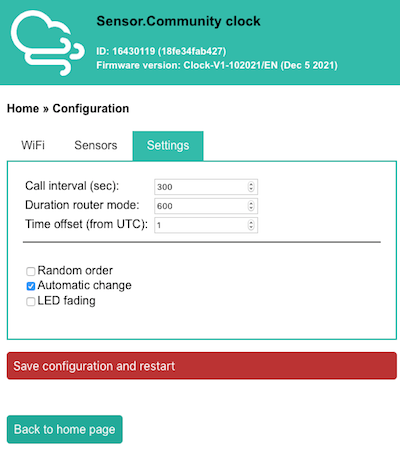 Sensor.Community clock
ID: 16430119 (18fe34fab427)
Firmware version: Clock-V1-102021/EN (Dec 5 2021)
Home » Configuration
WiFi Sensors Settings
Call interval (sec): 300
Duration router mode: 600
Time offset (from UTC): 1
Random order
Automatic change
LED fading
Save configuration and restart
Back to home page